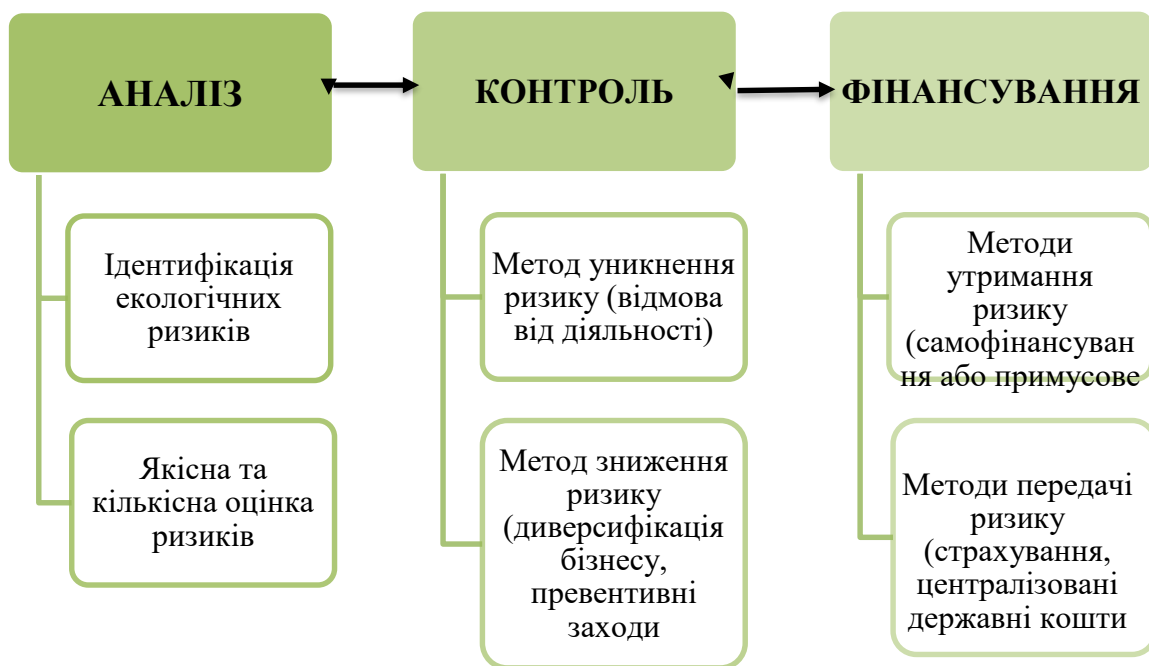 АНАЛІЗ
Ідентифікація
екологічних
ризиків
Якісна та
кількісна оцінка
ризиків
КОНТРОЛЬ
Метод уникнення
ризику (відмова
від діяльності)
Метод зниження
ризику
(диверсифікація
бізнесу,
превентивні
заходи
ФІНАНСУВАННЯ
Методи
утримання
ризику
(самофінансуван
ня або примусове
Методи передачі
ризику
(страхування,
централізовані
державні кошти